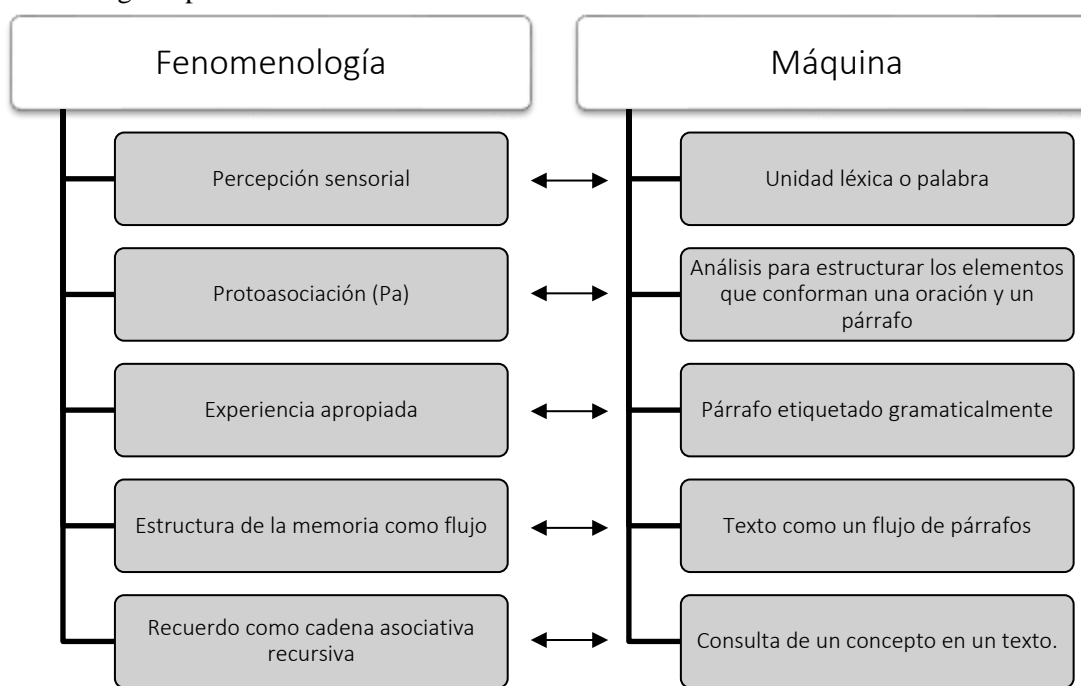 Fenomenología
Máquina
Percepción sensorial
Unidad léxica o palabra
Protoasociación (Pa)
Análisis para estructurar los elementos
que conforman una oración y un
párrafo
Experiencia apropiada
Párrafo etiquetado gramaticalmente
Estructura de la memoria como flujo
Texto como un flujo de párrafos
Recuerdo como cadena asociativa
recursiva
Consulta de un concepto en un texto.